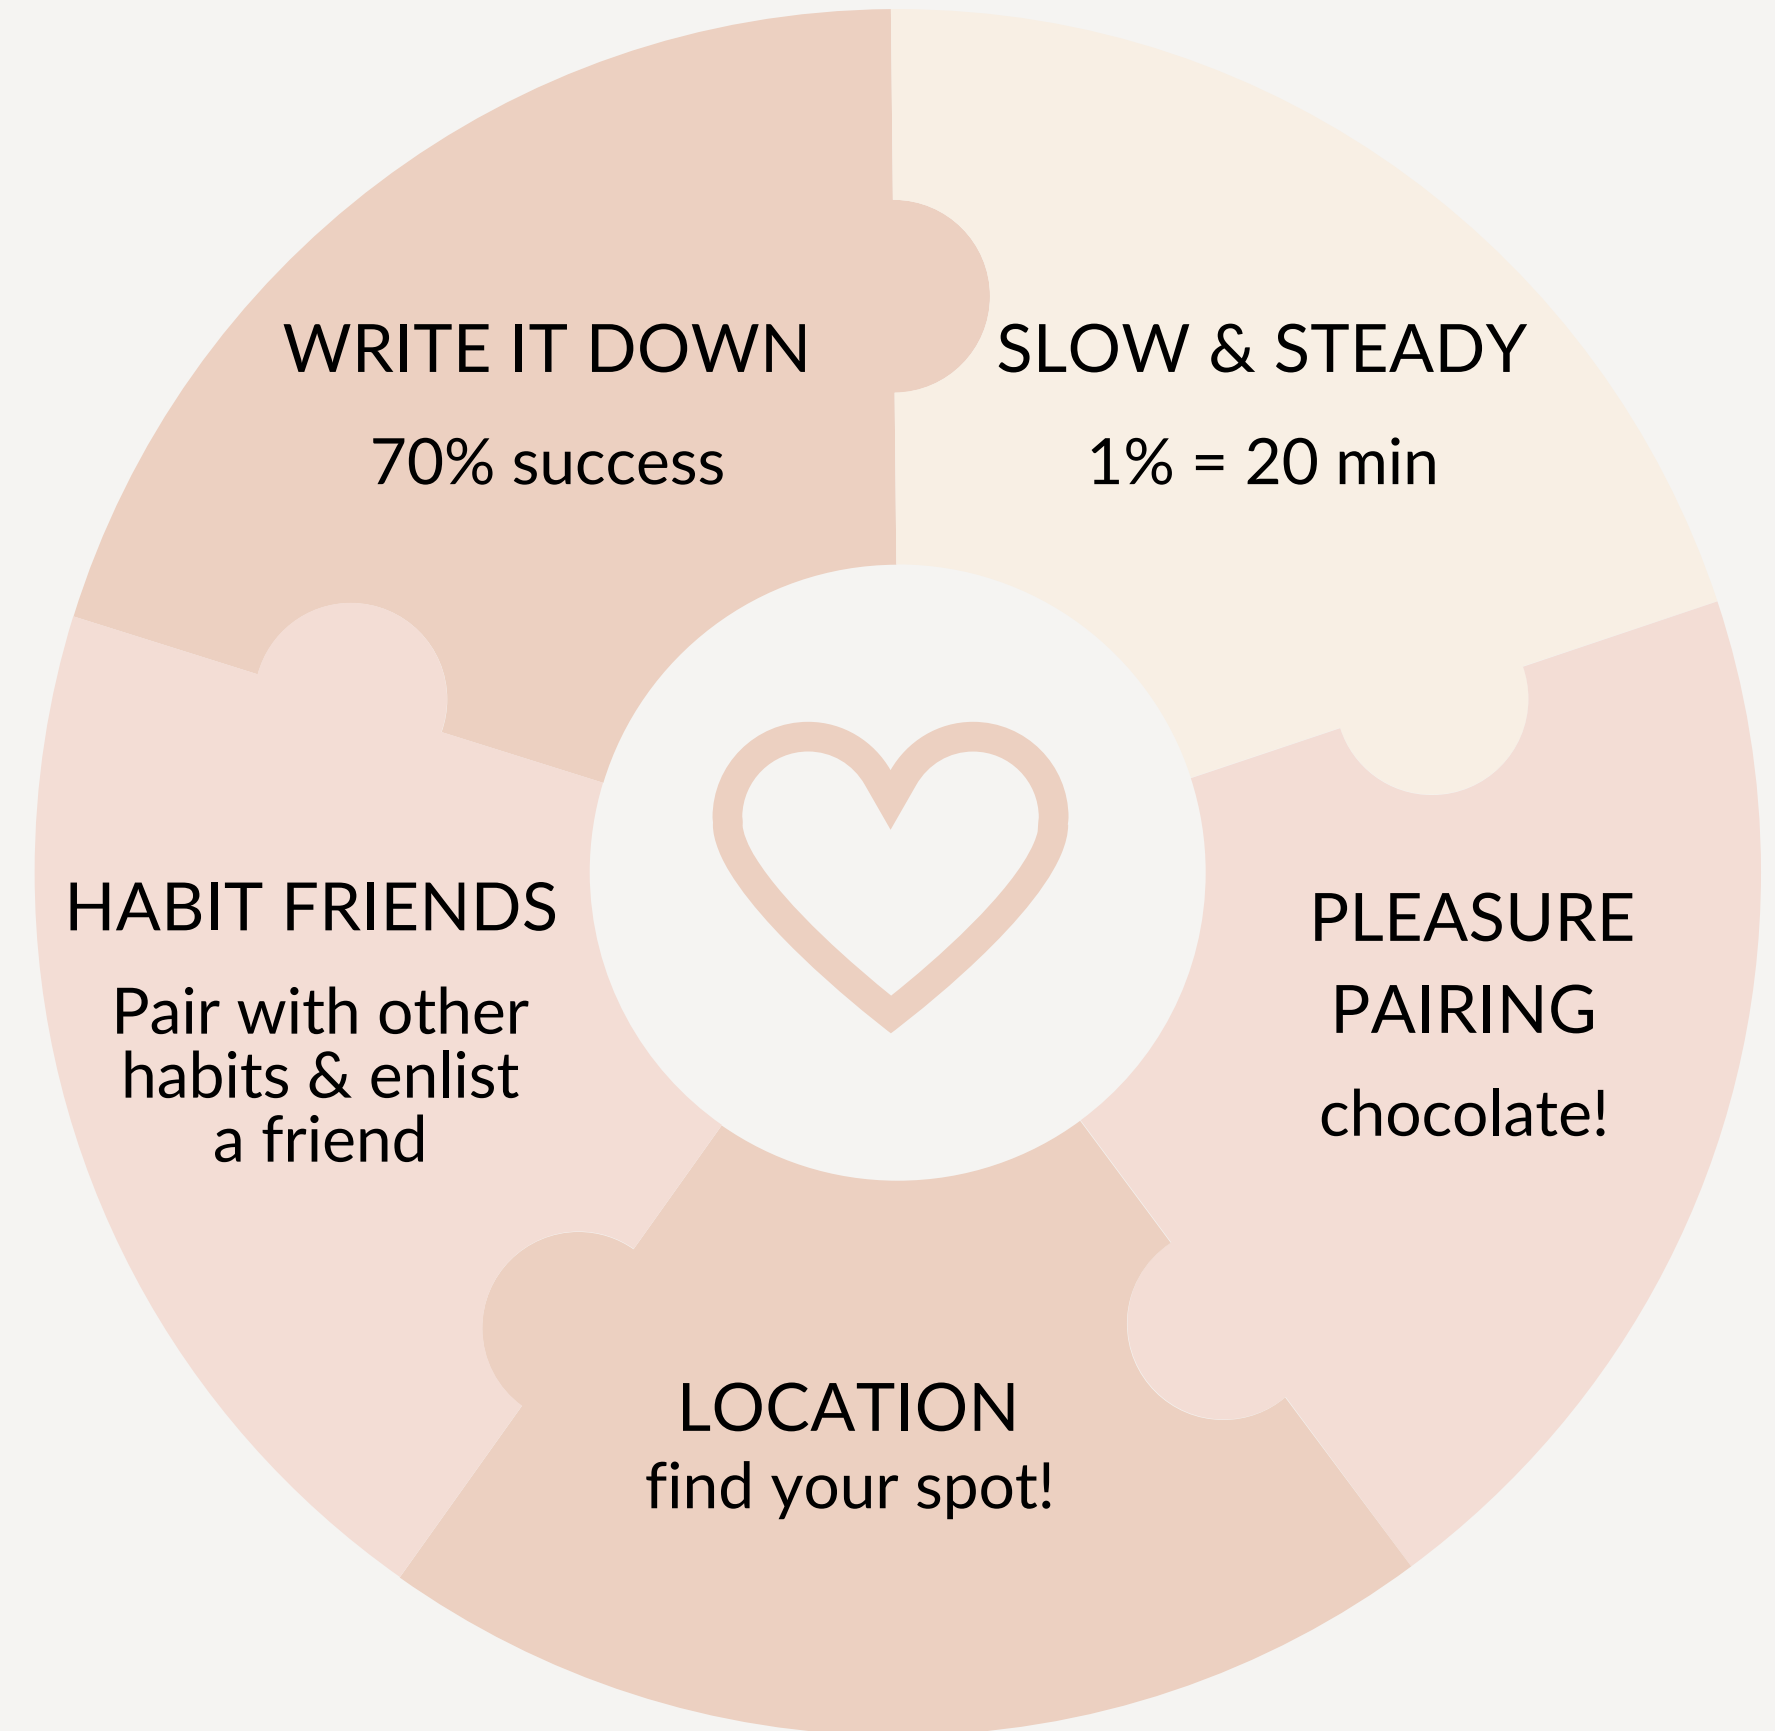 WRITE IT DOWN
70% success
SLOW & STEADY
1% = 20 min
HABIT FRIENDS
Pair with other
habits & enlist
a friend
PLEASURE
PAIRING
chocolate!
LOCATION
find your spot!